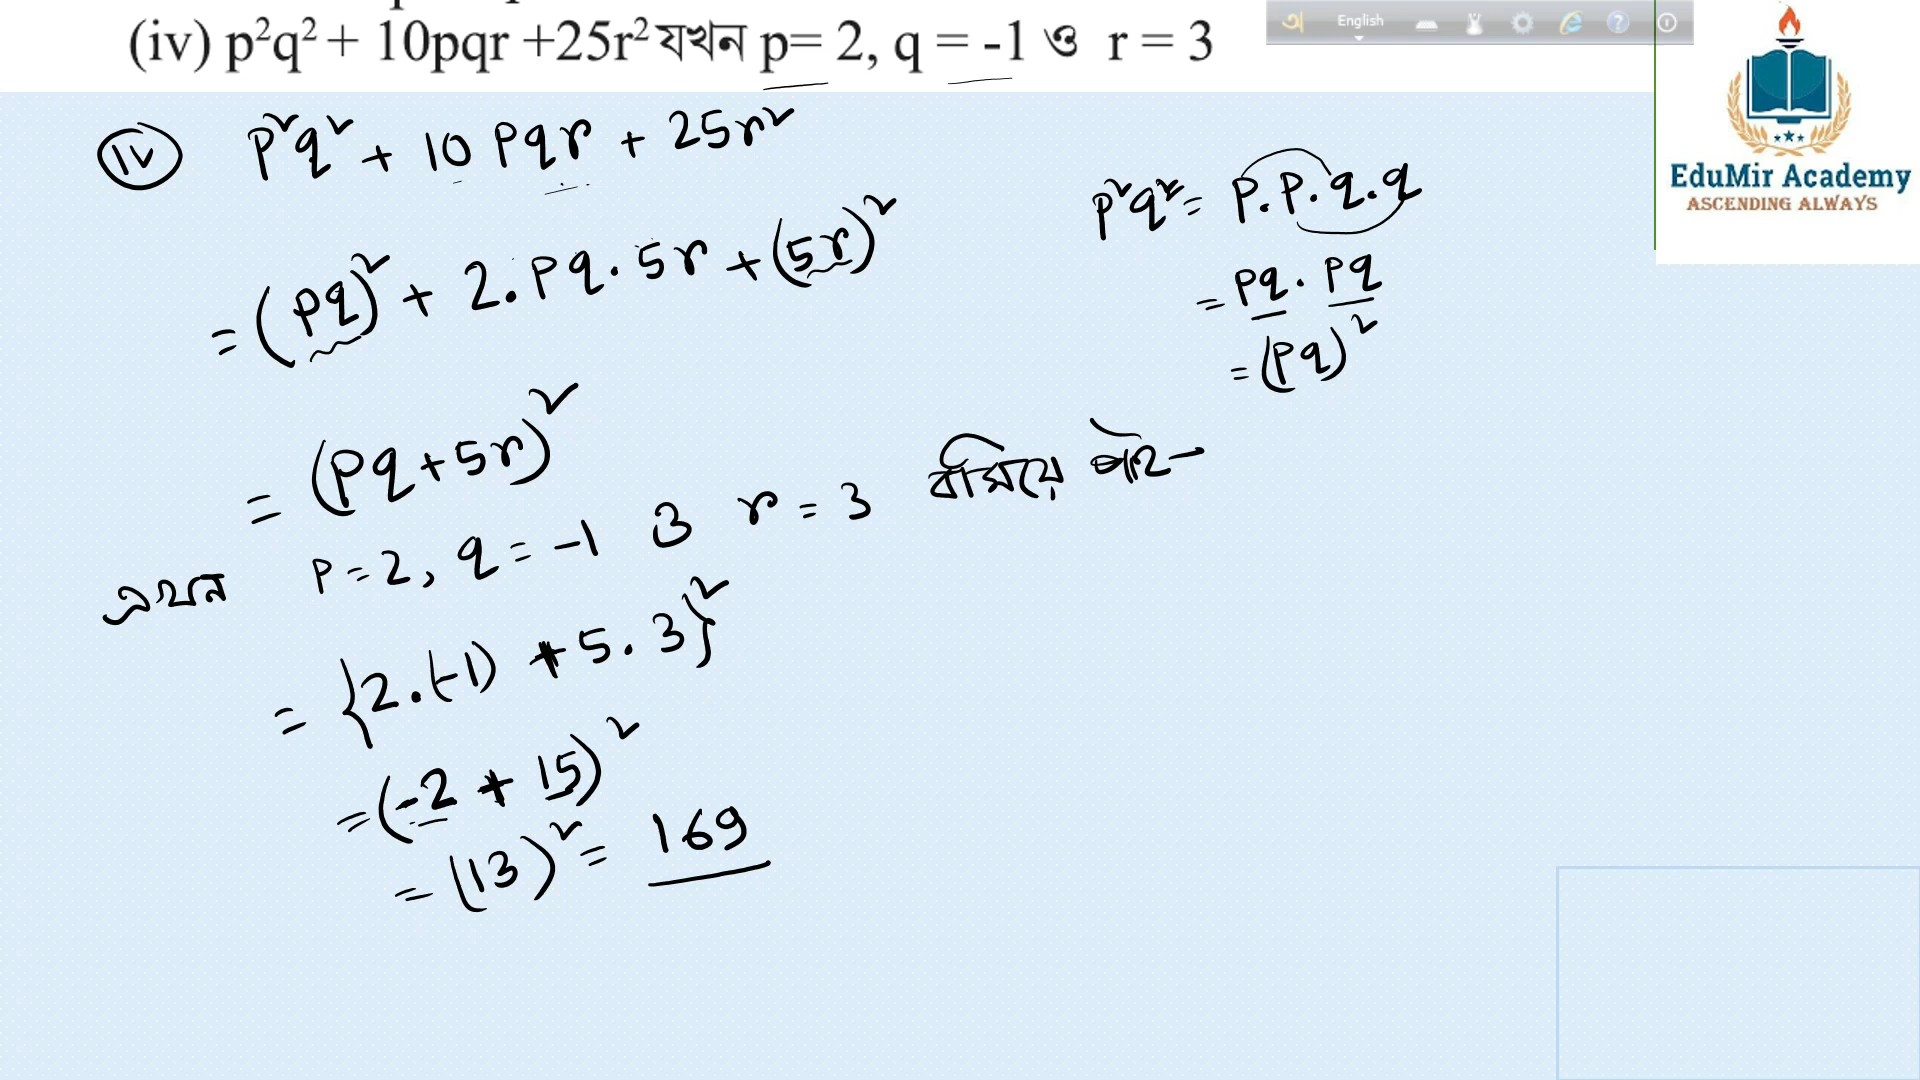 (iv) p²q² + 10pqr +25r² যখন p= 2, q = -1 ও r = 3
English
EduMir Academy
ASCENDING ALWAYS
(iv) p²q² + 10pqr + 25r²
= (pq)² + 2.pq.5r + (5r)²
= (pq+5r)²
এখন p=2, q=-1 ও r=3 বসিয়ে পাই-
= {2.(-1) + 5.3}²
= (-2 + 15)²
= (13)² = 169
p²q² = p.p.q.q
= pq.pq
= (pq)²